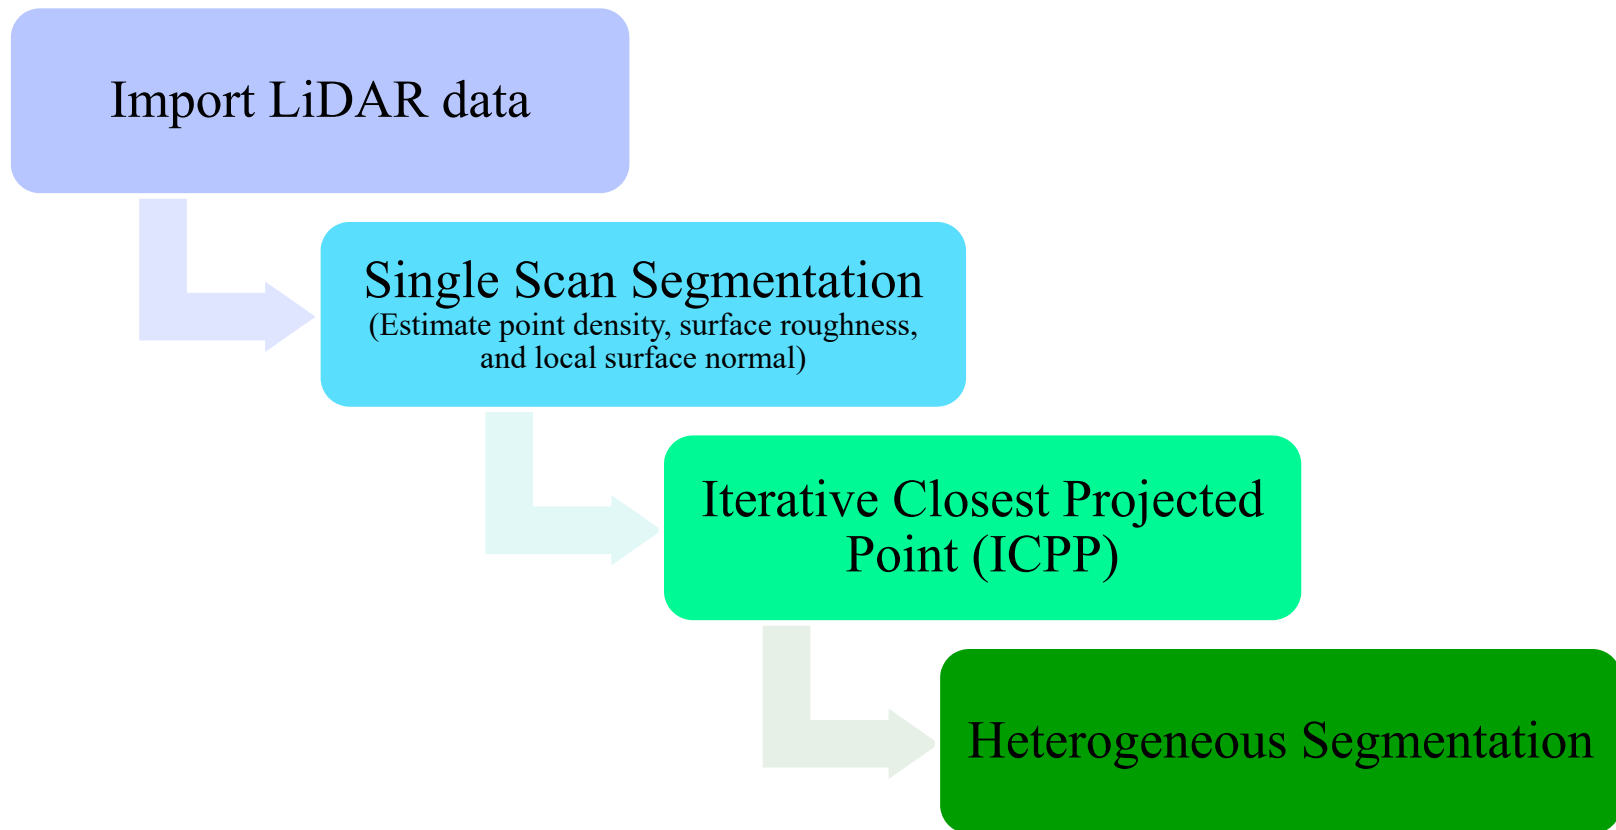 Import LiDAR data
Single Scan Segmentation
(Estimate point density, surface roughness,
and local surface normal)
Iterative Closest Projected
Point (ICPP)
Heterogeneous Segmentation